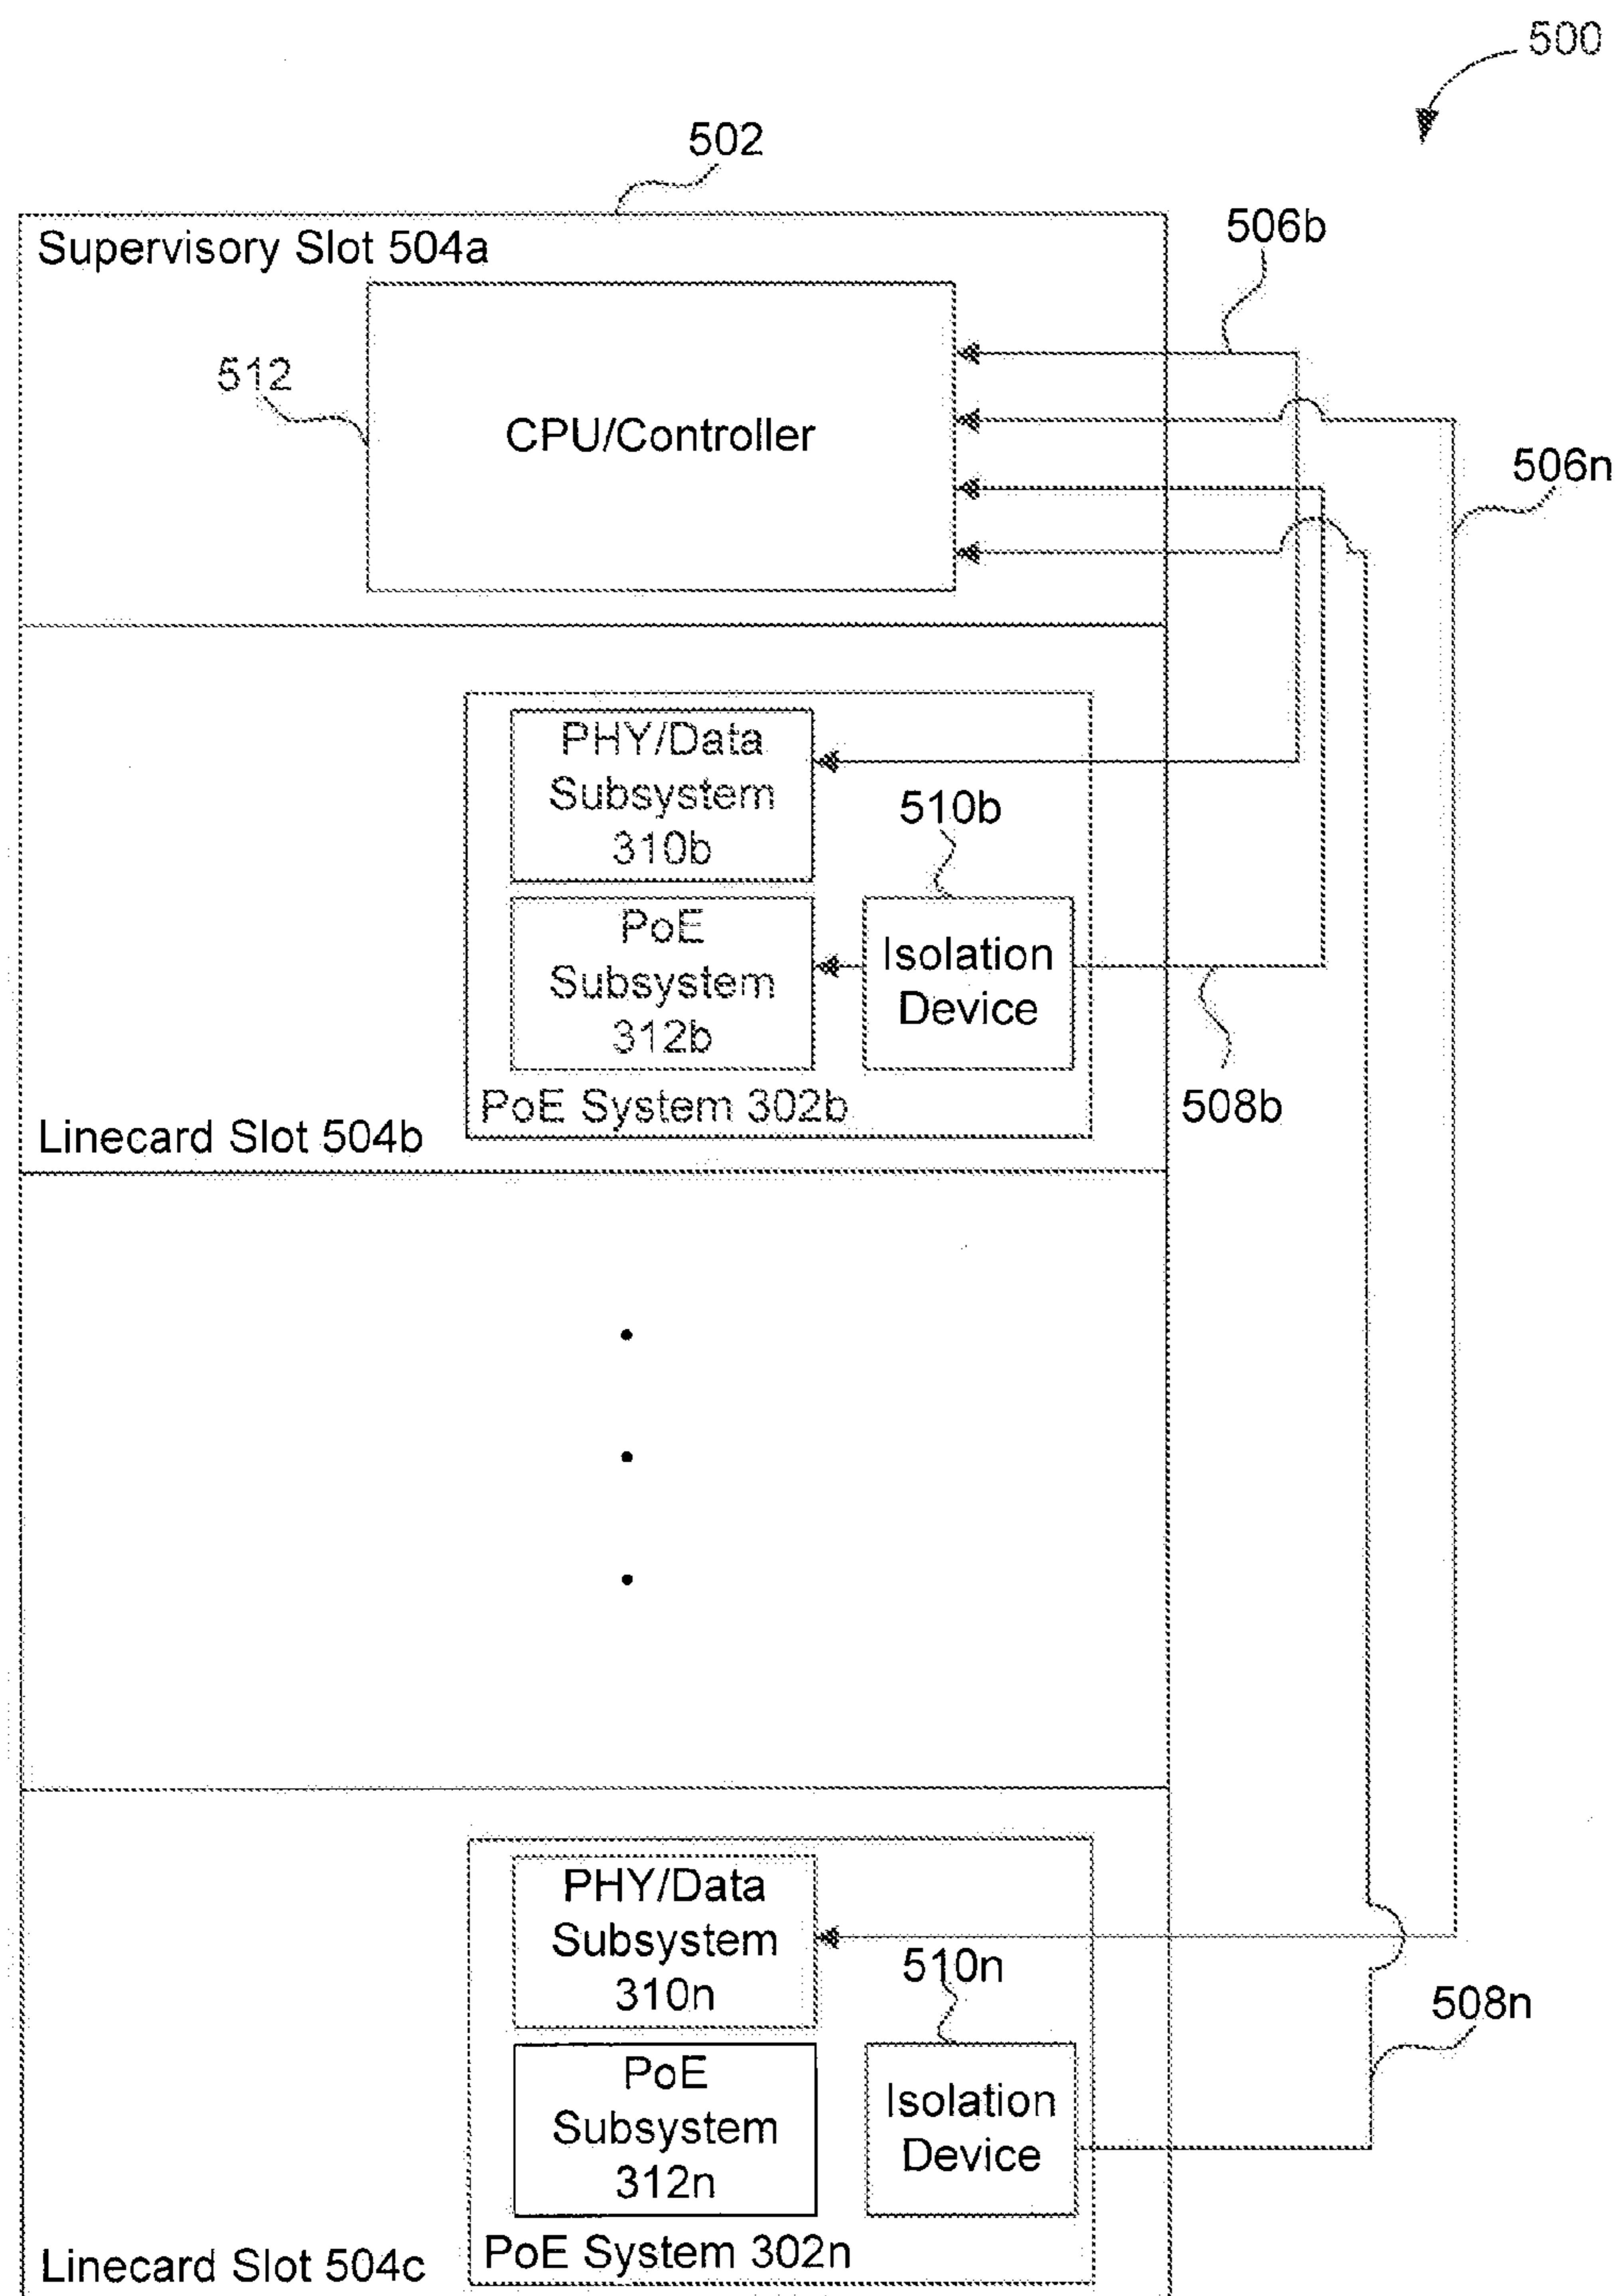 500
502
Supervisory Slot 504a
506b
512
CPU/Controller
506n
PHY/Data
Subsystem
310b
510b
PoE
Subsystem
312b
Isolation
Device
PoE System 302b
508b
Linecard Slot 504b
PHY/Data
Subsystem
310n
510n
508n
PoE
Subsystem
312n
Isolation
Device
PoE System 302n
Linecard Slot 504c